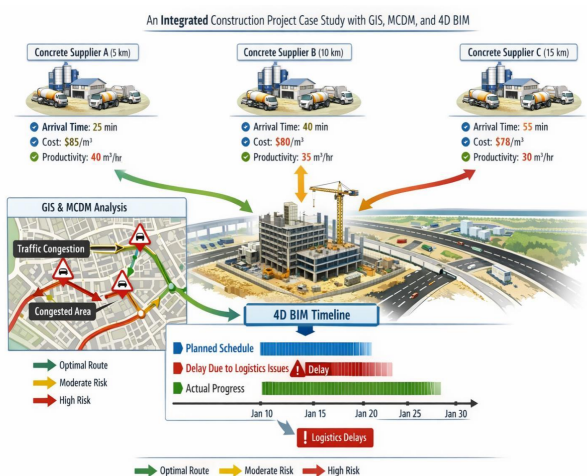 An Integrated Construction Project Case Study with GIS, MCDM, and 4D BIM
Concrete Supplier A (5 km)
Arrival Time: 25 min
Cost: $85/m³
Productivity: 40 m³/hr
Concrete Supplier B (10 km)
Arrival Time: 40 min
Cost: $80/m³
Productivity: 35 m³/hr
Concrete Supplier C (15 km)
Arrival Time: 55 min
Cost: $78/m³
Productivity: 30 m³/hr
GIS & MCDM Analysis
Traffic Congestion
Congested Area
Optimal Route
Moderate Risk
High Risk
4D BIM Timeline
Planned Schedule
Delay Due to Logistics Issues
! Delay
Actual Progress
Jan 10
Jan 15
Jan 20
Jan 25
Jan 30
! Logistics Delays
Optimal Route
Moderate Risk
High Risk